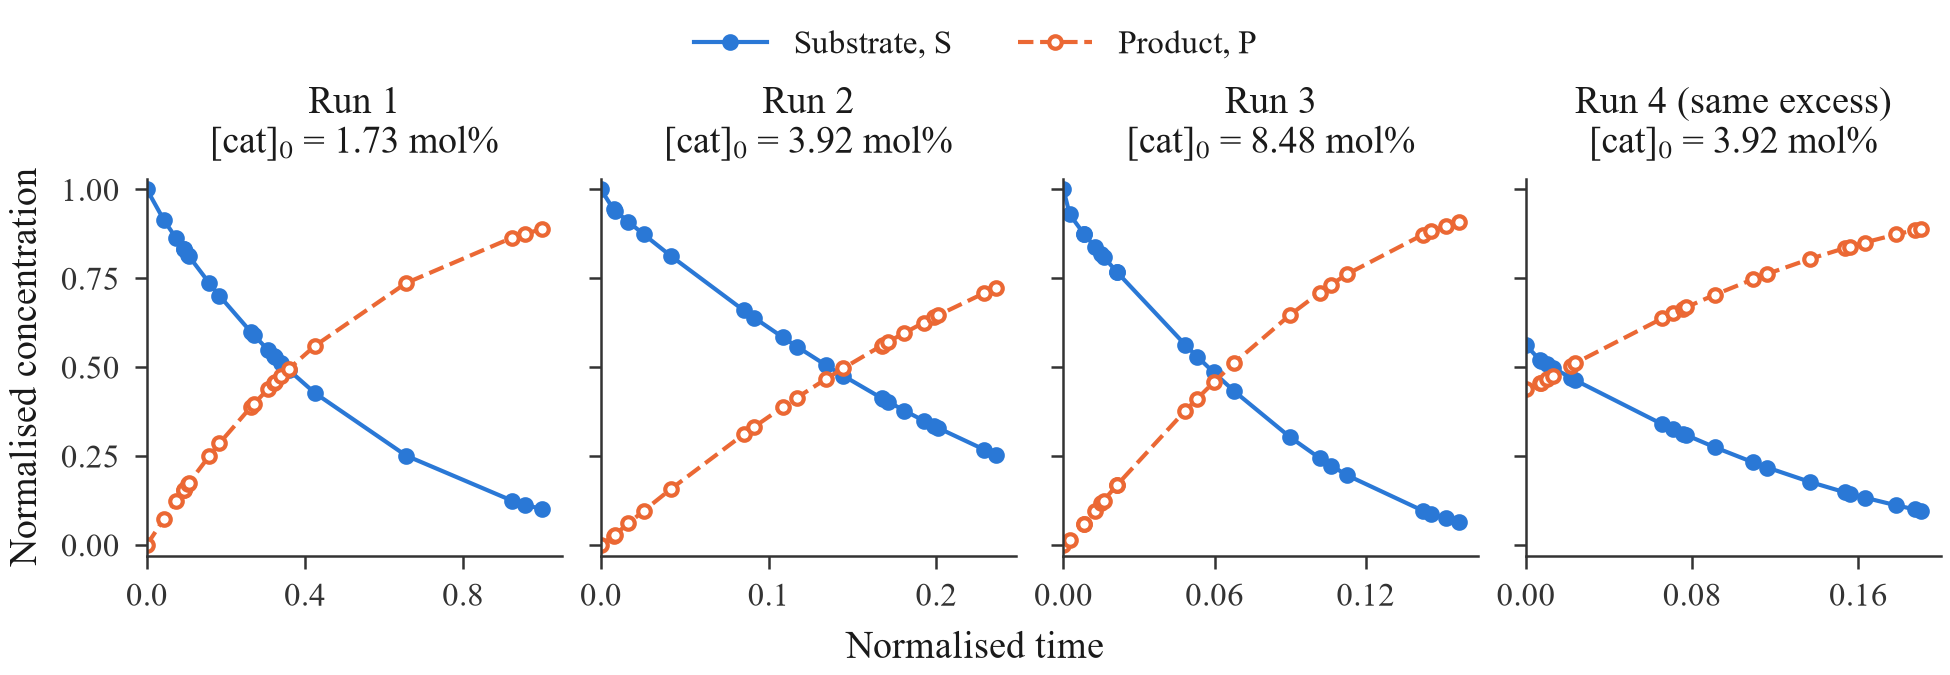 Substrate, S
Product, P
Run 1
[cat]₀ = 1.73 mol%
Run 2
[cat]₀ = 3.92 mol%
Run 3
[cat]₀ = 8.48 mol%
Run 4 (same excess)
[cat]₀ = 3.92 mol%
Normalised concentration
1.00
0.75
0.50
0.25
0.00
0.0 0.4 0.8
0.0 0.1 0.2
0.00 0.06 0.12
0.00 0.08 0.16
Normalised time